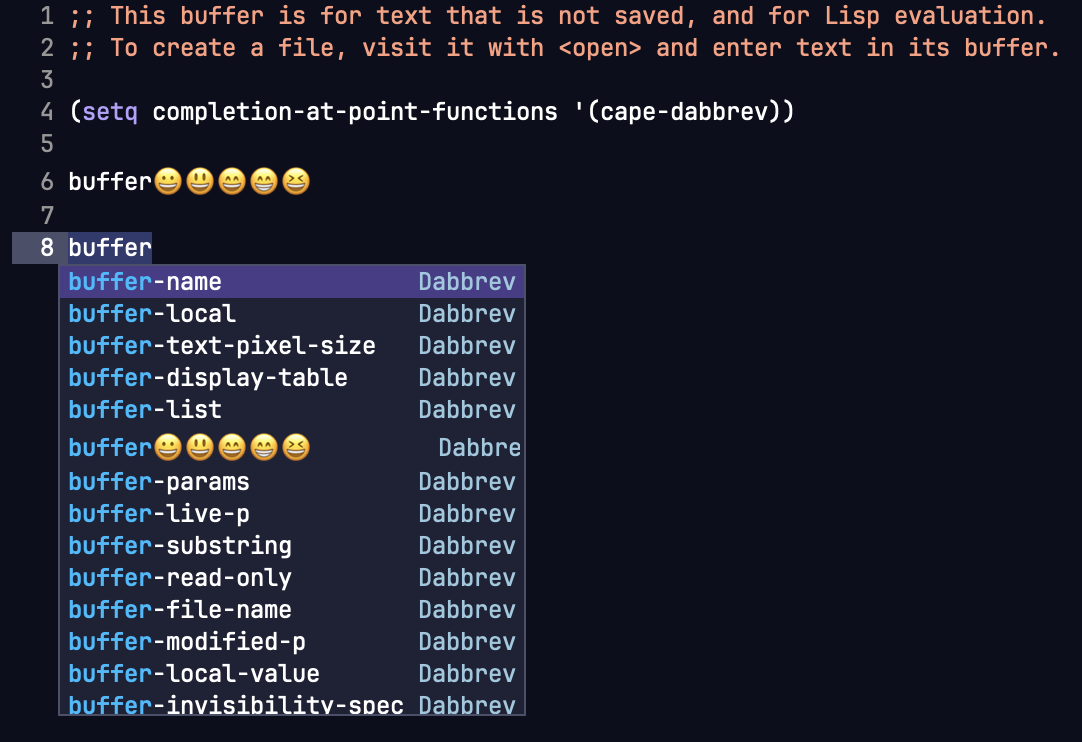 1 ;; This buffer is for text that is not saved, and for Lisp evaluation.
2 ;; To create a file, visit it with <open> and enter text in its buffer.
3
4 (setq completion-at-point-functions '(cape-dabbrev))
5
6 buffer😀😃😄😁😆
7
8 buffer
buffer-name Dabbrev
buffer-local Dabbrev
buffer-text-pixel-size Dabbrev
buffer-display-table Dabbrev
buffer-list Dabbrev
buffer😀😃😄😁😆 Dabbre
buffer-params Dabbrev
buffer-live-p Dabbrev
buffer-substring Dabbrev
buffer-read-only Dabbrev
buffer-file-name Dabbrev
buffer-modified-p Dabbrev
buffer-local-value Dabbrev
buffer-invisibility-spec Dabbrev